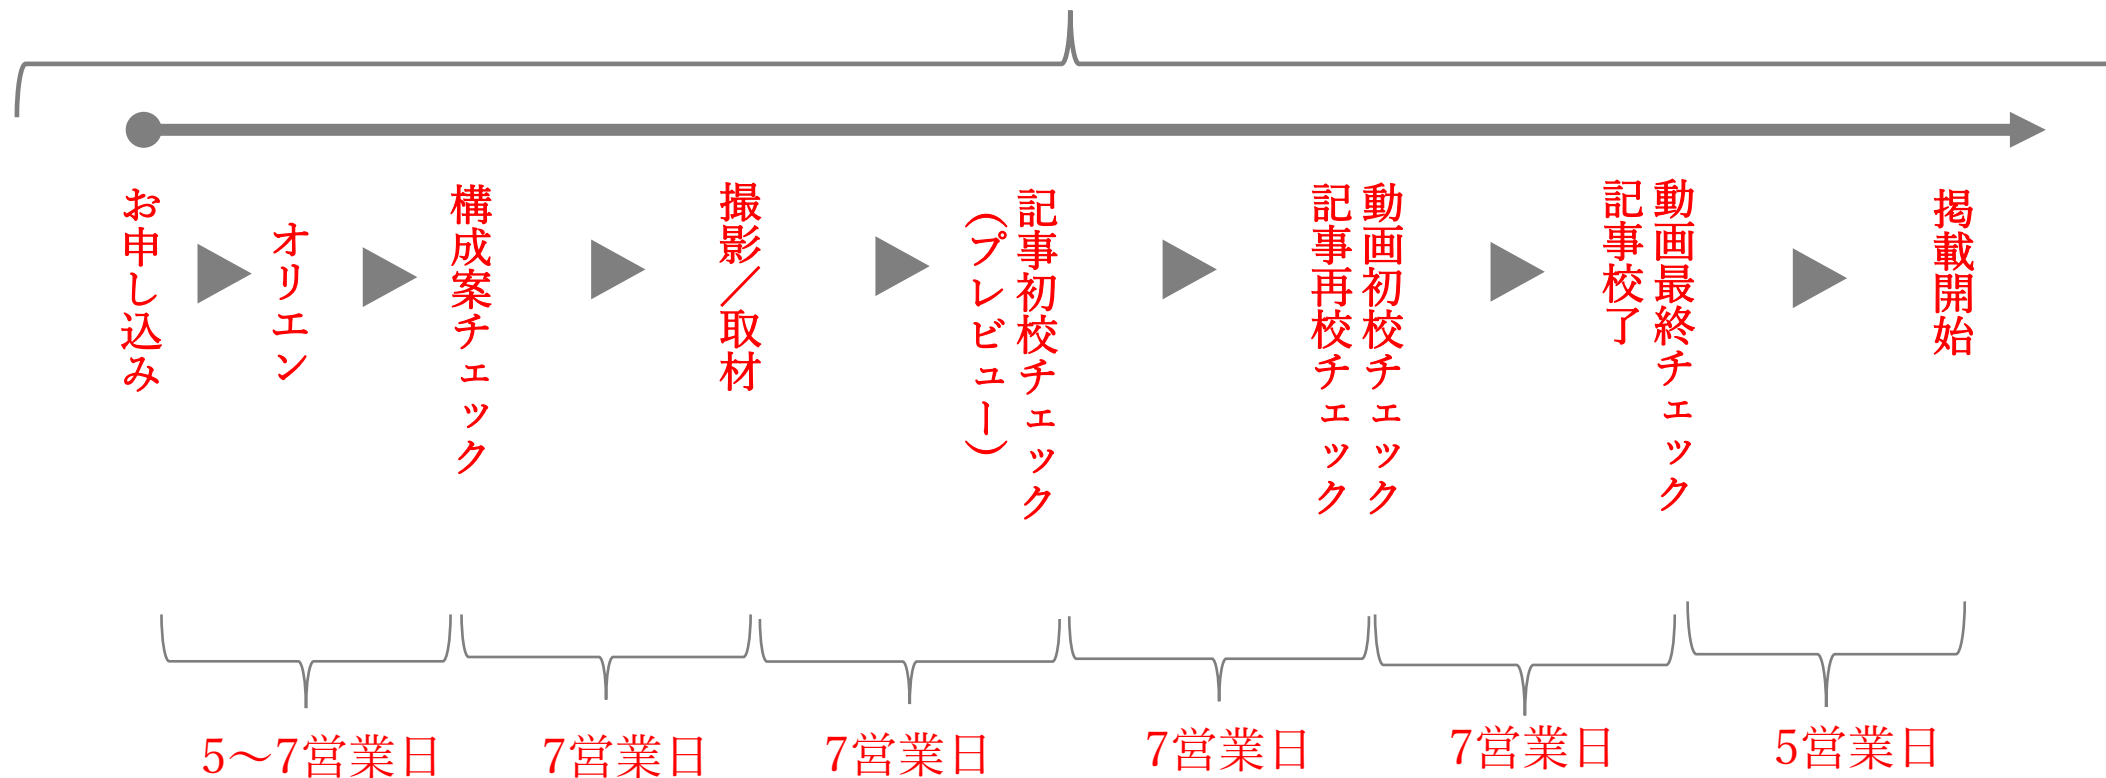 お申し込み
オリエン
構成案チェック
撮影／取材
記事初校チェック
（プレビュー）
動画初校チェック
記事再校チェック
動画最終チェック
記事校了
掲載開始
5～7営業日
7営業日
7営業日
7営業日
7営業日
5営業日